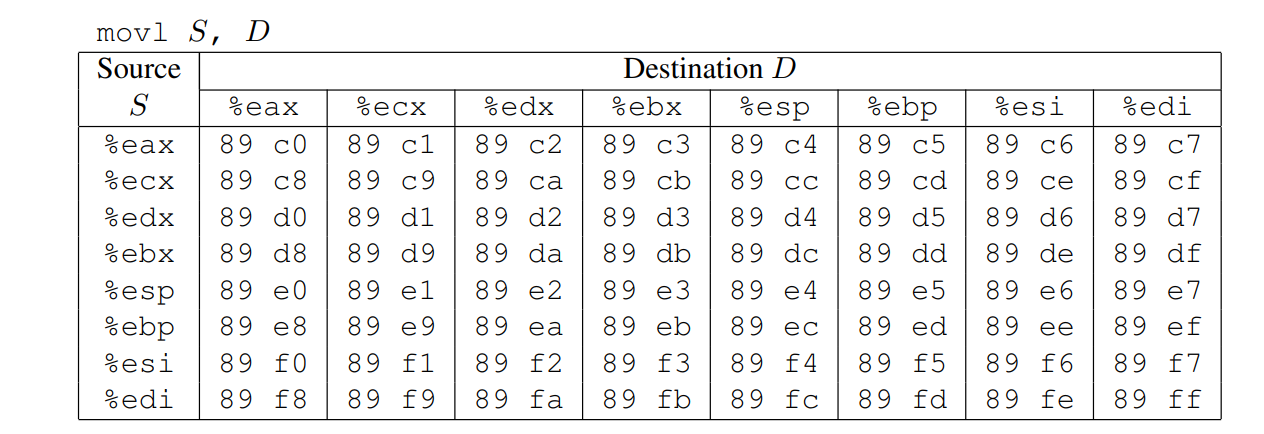 movl S, D
Source Destination D
S %eax %ecx %edx %ebx %esp %ebp %esi %edi
%eax 89 c0 89 c1 89 c2 89 c3 89 c4 89 c5 89 c6 89 c7
%ecx 89 c8 89 c9 89 ca 89 cb 89 cc 89 cd 89 ce 89 cf
%edx 89 d0 89 d1 89 d2 89 d3 89 d4 89 d5 89 d6 89 d7
%ebx 89 d8 89 d9 89 da 89 db 89 dc 89 dd 89 de 89 df
%esp 89 e0 89 e1 89 e2 89 e3 89 e4 89 e5 89 e6 89 e7
%ebp 89 e8 89 e9 89 ea 89 eb 89 ec 89 ed 89 ee 89 ef
%esi 89 f0 89 f1 89 f2 89 f3 89 f4 89 f5 89 f6 89 f7
%edi 89 f8 89 f9 89 fa 89 fb 89 fc 89 fd 89 fe 89 ff